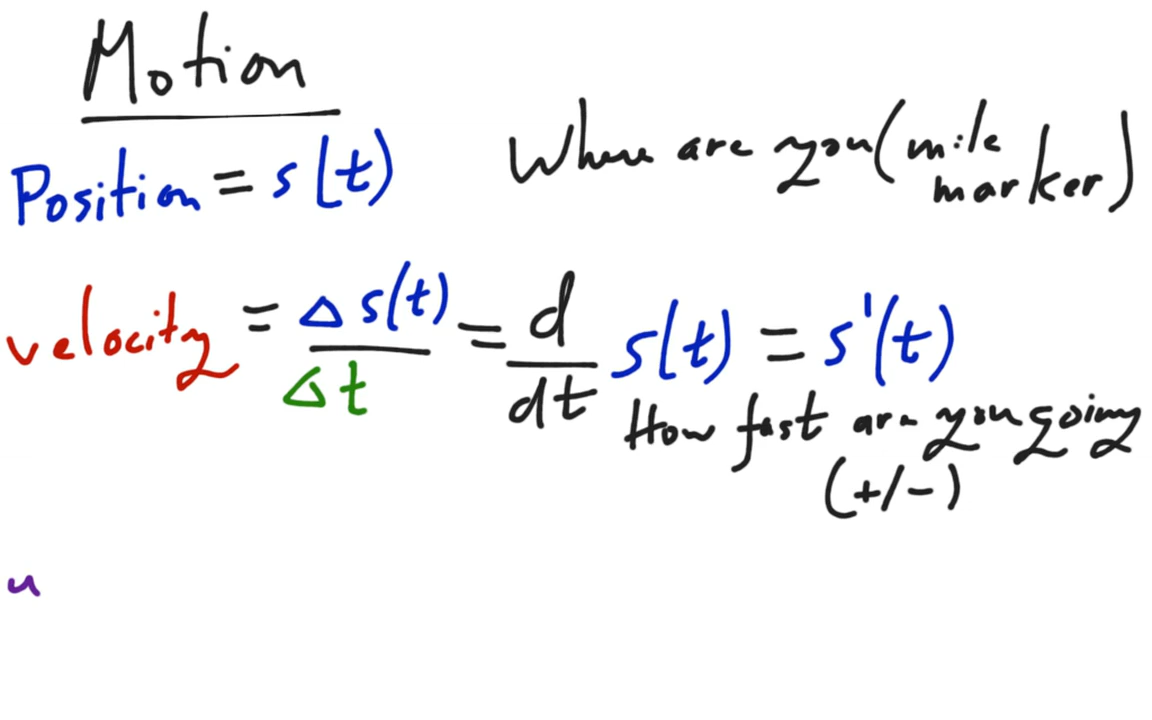 Motion
Position = s(t) Where are you (mile marker)
velocity = Δs(t)/Δt = d/dt s(t) = s'(t)
How fast are you going
(+/-)